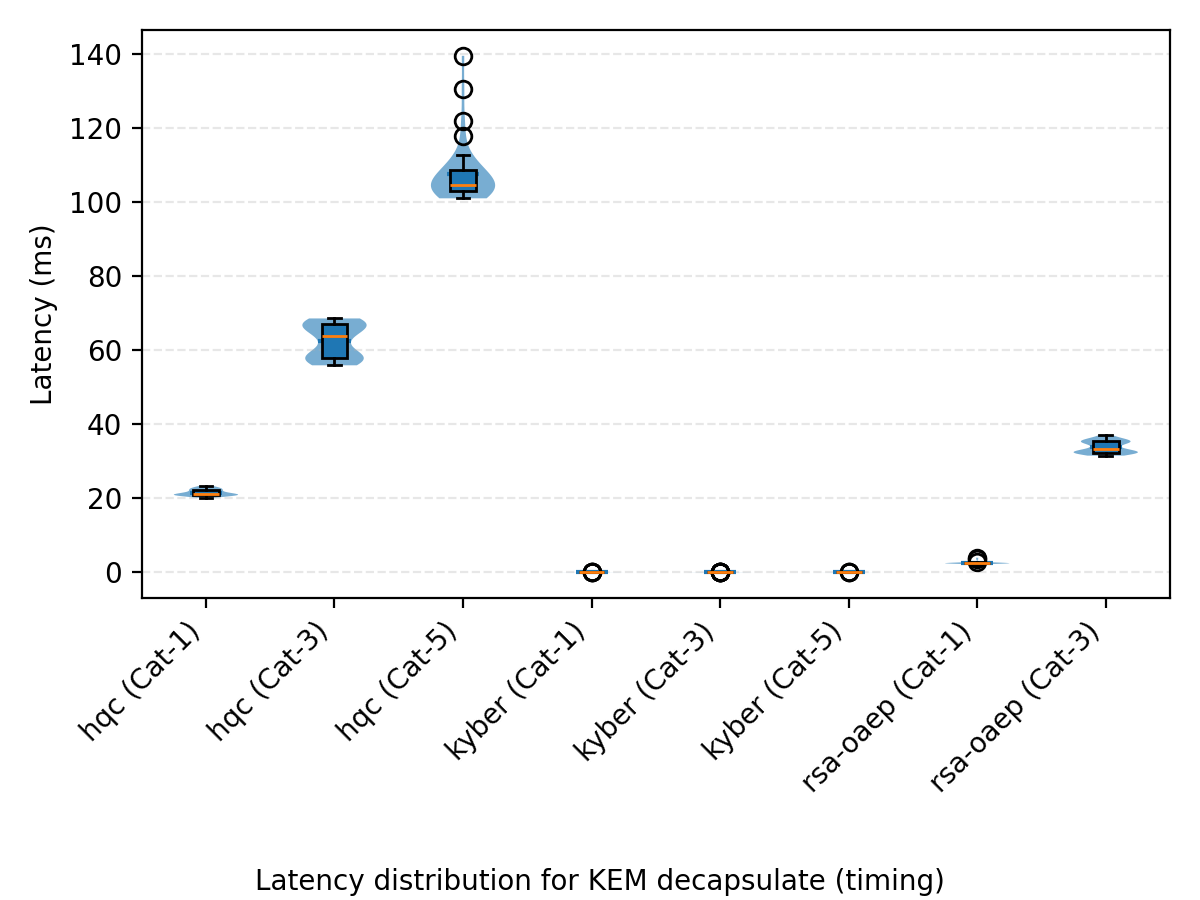 Latency (ms)
140
120
100
80
60
40
20
0
hqc (Cat-1)
hqc (Cat-3)
hqc (Cat-5)
kyber (Cat-1)
kyber (Cat-3)
kyber (Cat-5)
rsa-oaep (Cat-1)
rsa-oaep (Cat-3)
Latency distribution for KEM decapsulate (timing)